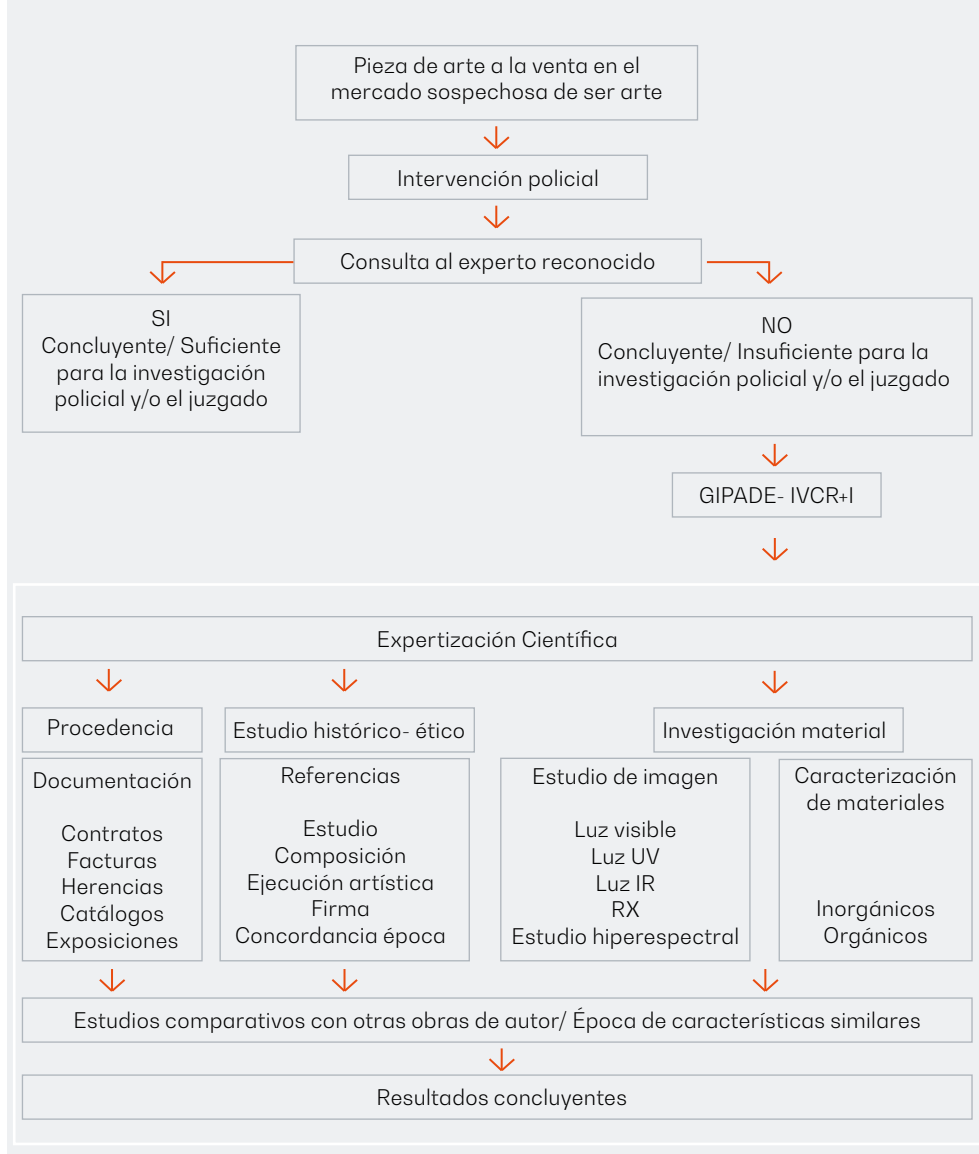 Pieza de arte a la venta en el
mercado sospechosa de ser arte
Intervención policial
Consulta al experto reconocido
SI
Concluyente/ Suficiente
para la investigación
policial y/o el juzgado
NO
Concluyente/ Insuficiente para la
investigación policial y/o el juzgado
GIPADE- IVCR+I
Expertización Científica
Procedencia
Documentación
Contratos
Facturas
Herencias
Catálogos
Exposiciones
Estudio histórico- ético
Referencias
Estudio
Composición
Ejecución artística
Firma
Concordancia época
Investigación material
Estudio de imagen
Luz visible
Luz UV
Luz IR
RX
Estudio hiperespectral
Caracterización
de materiales
Inorgánicos
Orgánicos
Estudios comparativos con otras obras de autor/ Época de características similares
Resultados concluyentes